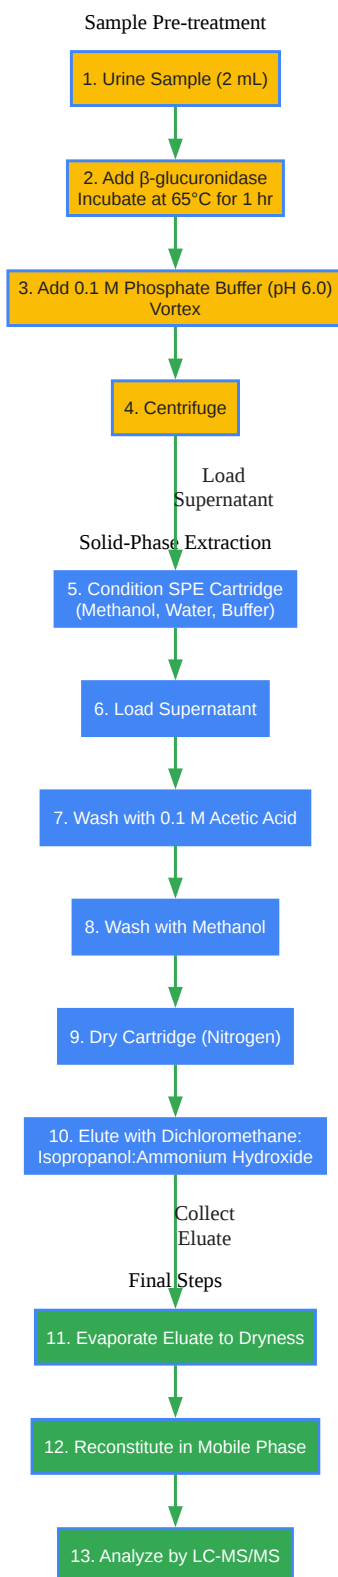 Sample Pre-treatment
1. Urine Sample (2 mL)
2. Add β-glucuronidase
Incubate at 65°C for 1 hr
3. Add 0.1 M Phosphate Buffer (pH 6.0)
Vortex
4. Centrifuge
Load
Supernatant
Solid-Phase Extraction
5. Condition SPE Cartridge
(Methanol, Water, Buffer)
6. Load Supernatant
7. Wash with 0.1 M Acetic Acid
8. Wash with Methanol
9. Dry Cartridge (Nitrogen)
10. Elute with Dichloromethane:
Isopropanol:Ammonium Hydroxide
Collect
Eluate
Final Steps
11. Evaporate Eluate to Dryness
12. Reconstitute in Mobile Phase
13. Analyze by LC-MS/MS